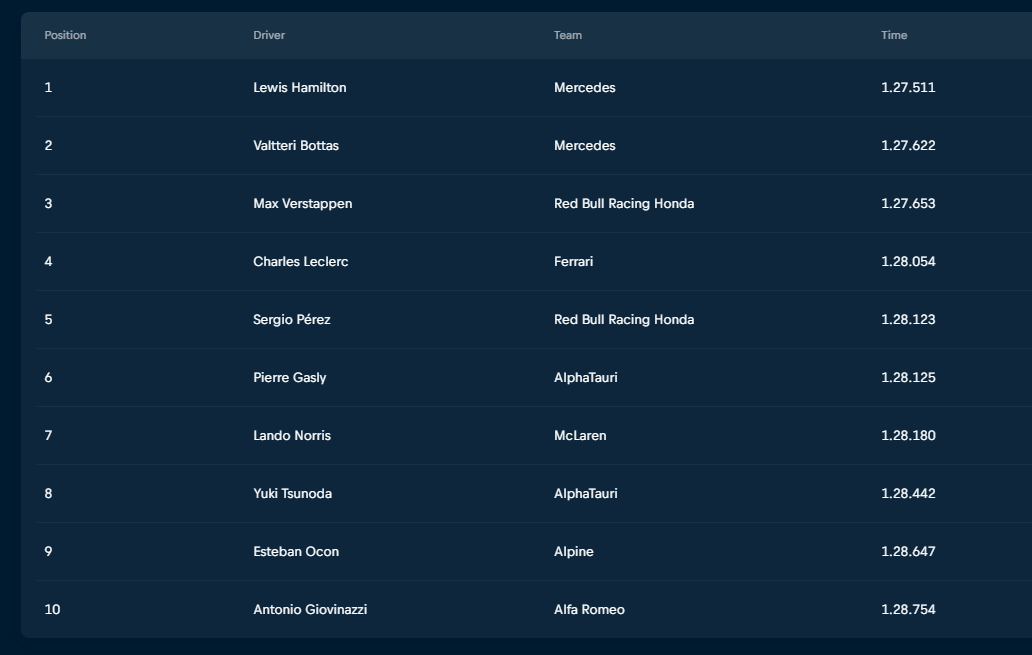 Position Driver Team Time
1 Lewis Hamilton Mercedes 1.27.511
2 Valtteri Bottas Mercedes 1.27.622
3 Max Verstappen Red Bull Racing Honda 1.27.653
4 Charles Leclerc Ferrari 1.28.054
5 Sergio Pérez Red Bull Racing Honda 1.28.123
6 Pierre Gasly AlphaTauri 1.28.125
7 Lando Norris McLaren 1.28.180
8 Yuki Tsunoda AlphaTauri 1.28.442
9 Esteban Ocon Alpine 1.28.647
10 Antonio Giovinazzi Alfa Romeo 1.28.754